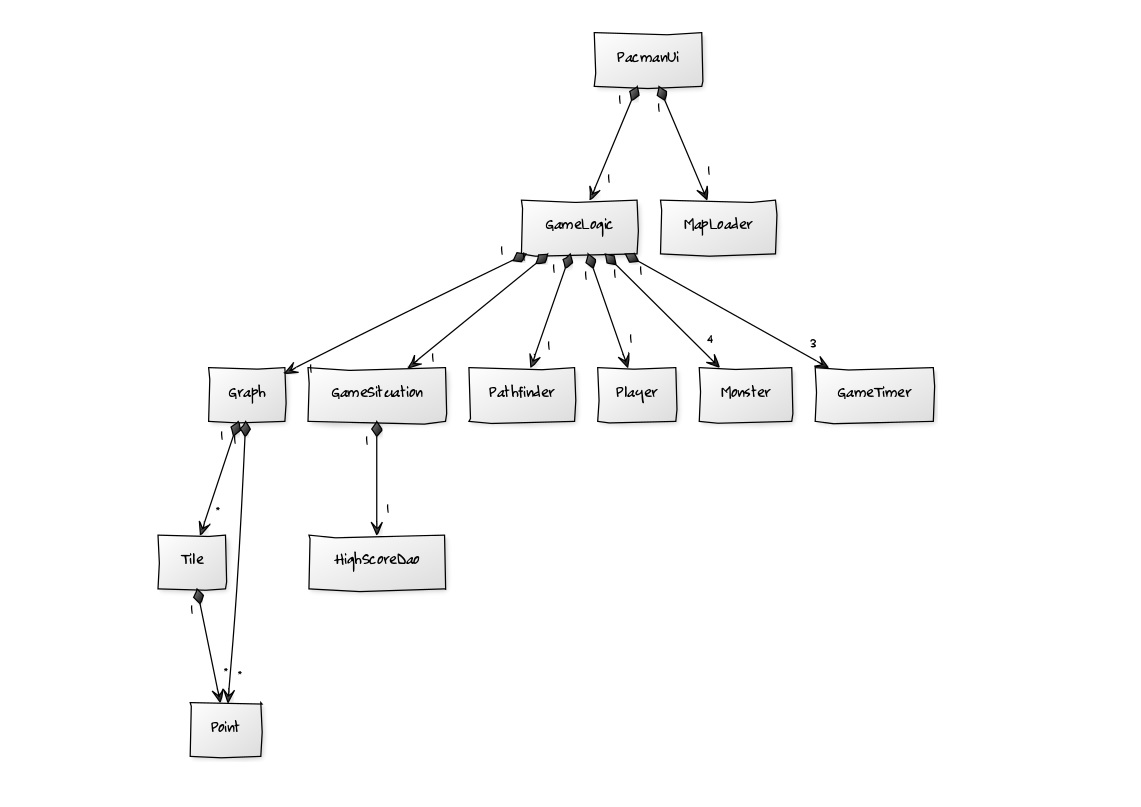 PacmanUi
1
1
1
1
GameLogic
MapLoader
1
1
1
1
1
1
1
1
1
1
4
3
Graph
GameSituation
Pathfinder
Player
Monster
GameTimer
1
1
1
*
1
Tile
HighScoreDao
1
*
*
Point